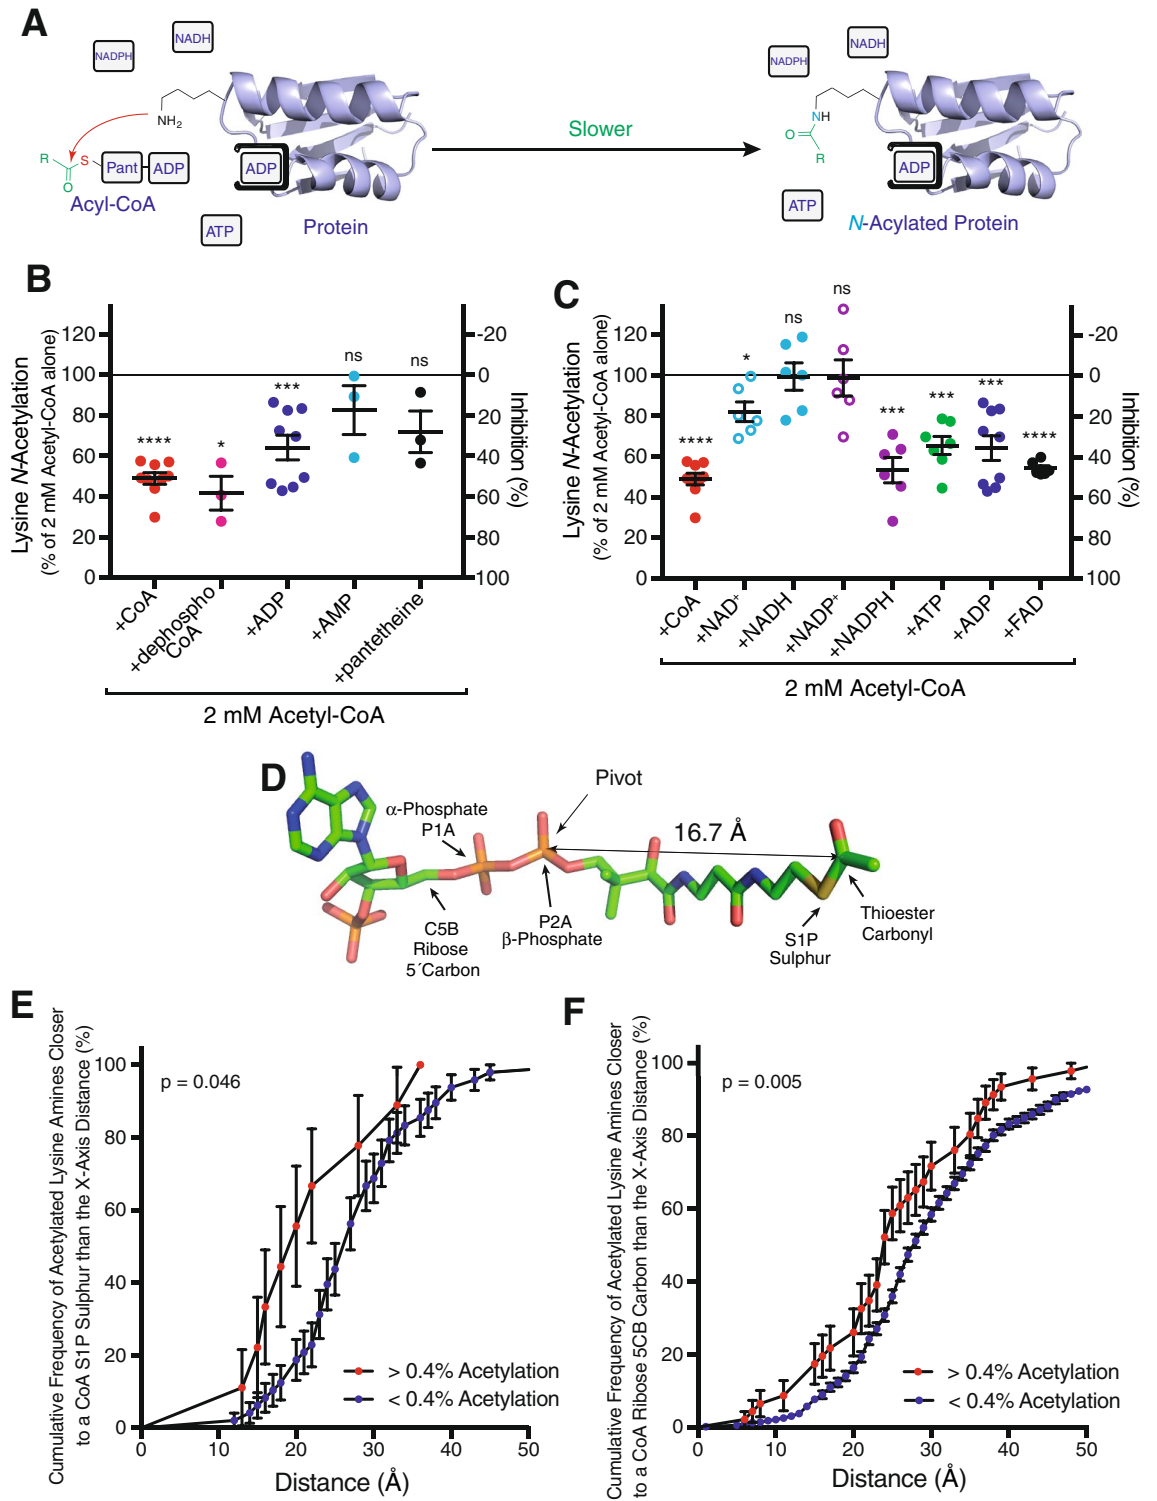 A
NADPH
NADH
NH2
R
S
O
Pant
ADP
Acyl-CoA
ADP
ATP
Protein
Slower
NADPH
NADH
NH
O
R
ADP
ATP
N-Acylated Protein
B
Lysine N-Acetylation
(% of 2 mM Acetyl-CoA alone)
120
100
80
60
40
20
0
****
*
***
ns
ns
-20
0
20
40
60
80
100
Inhibition (%)
+CoA
+dephospho
CoA
+ADP
+AMP
+pantetheine
2 mM Acetyl-CoA
C
Lysine N-Acetylation
(% of 2 mM Acetyl-CoA alone)
120
100
80
60
40
20
0
****
*
ns
ns
***
***
***
****
-20
0
20
40
60
80
100
Inhibition (%)
+CoA
+NAD+
+NADH
+NADP+
+NADPH
+ATP
+ADP
+FAD
2 mM Acetyl-CoA
D
Pivot
α-Phosphate
P1A
16.7 Å
C5B
Ribose
5´Carbon
P2A
β-Phosphate
S1P
Sulphur
Thioester
Carbonyl
E
Cumulative Frequency of Acetylated Lysine Amines Closer
to a CoA S1P Sulphur than the X-Axis Distance (%)
100
80
60
40
20
0
p = 0.046
> 0.4% Acetylation
< 0.4% Acetylation
0
10
20
30
40
50
Distance (Å)
F
Cumulative Frequency of Acetylated Lysine Amines Closer
to a CoA Ribose 5CB Carbon than the X-Axis Distance (%)
100
80
60
40
20
0
p = 0.005
> 0.4% Acetylation
< 0.4% Acetylation
0
10
20
30
40
50
Distance (Å)